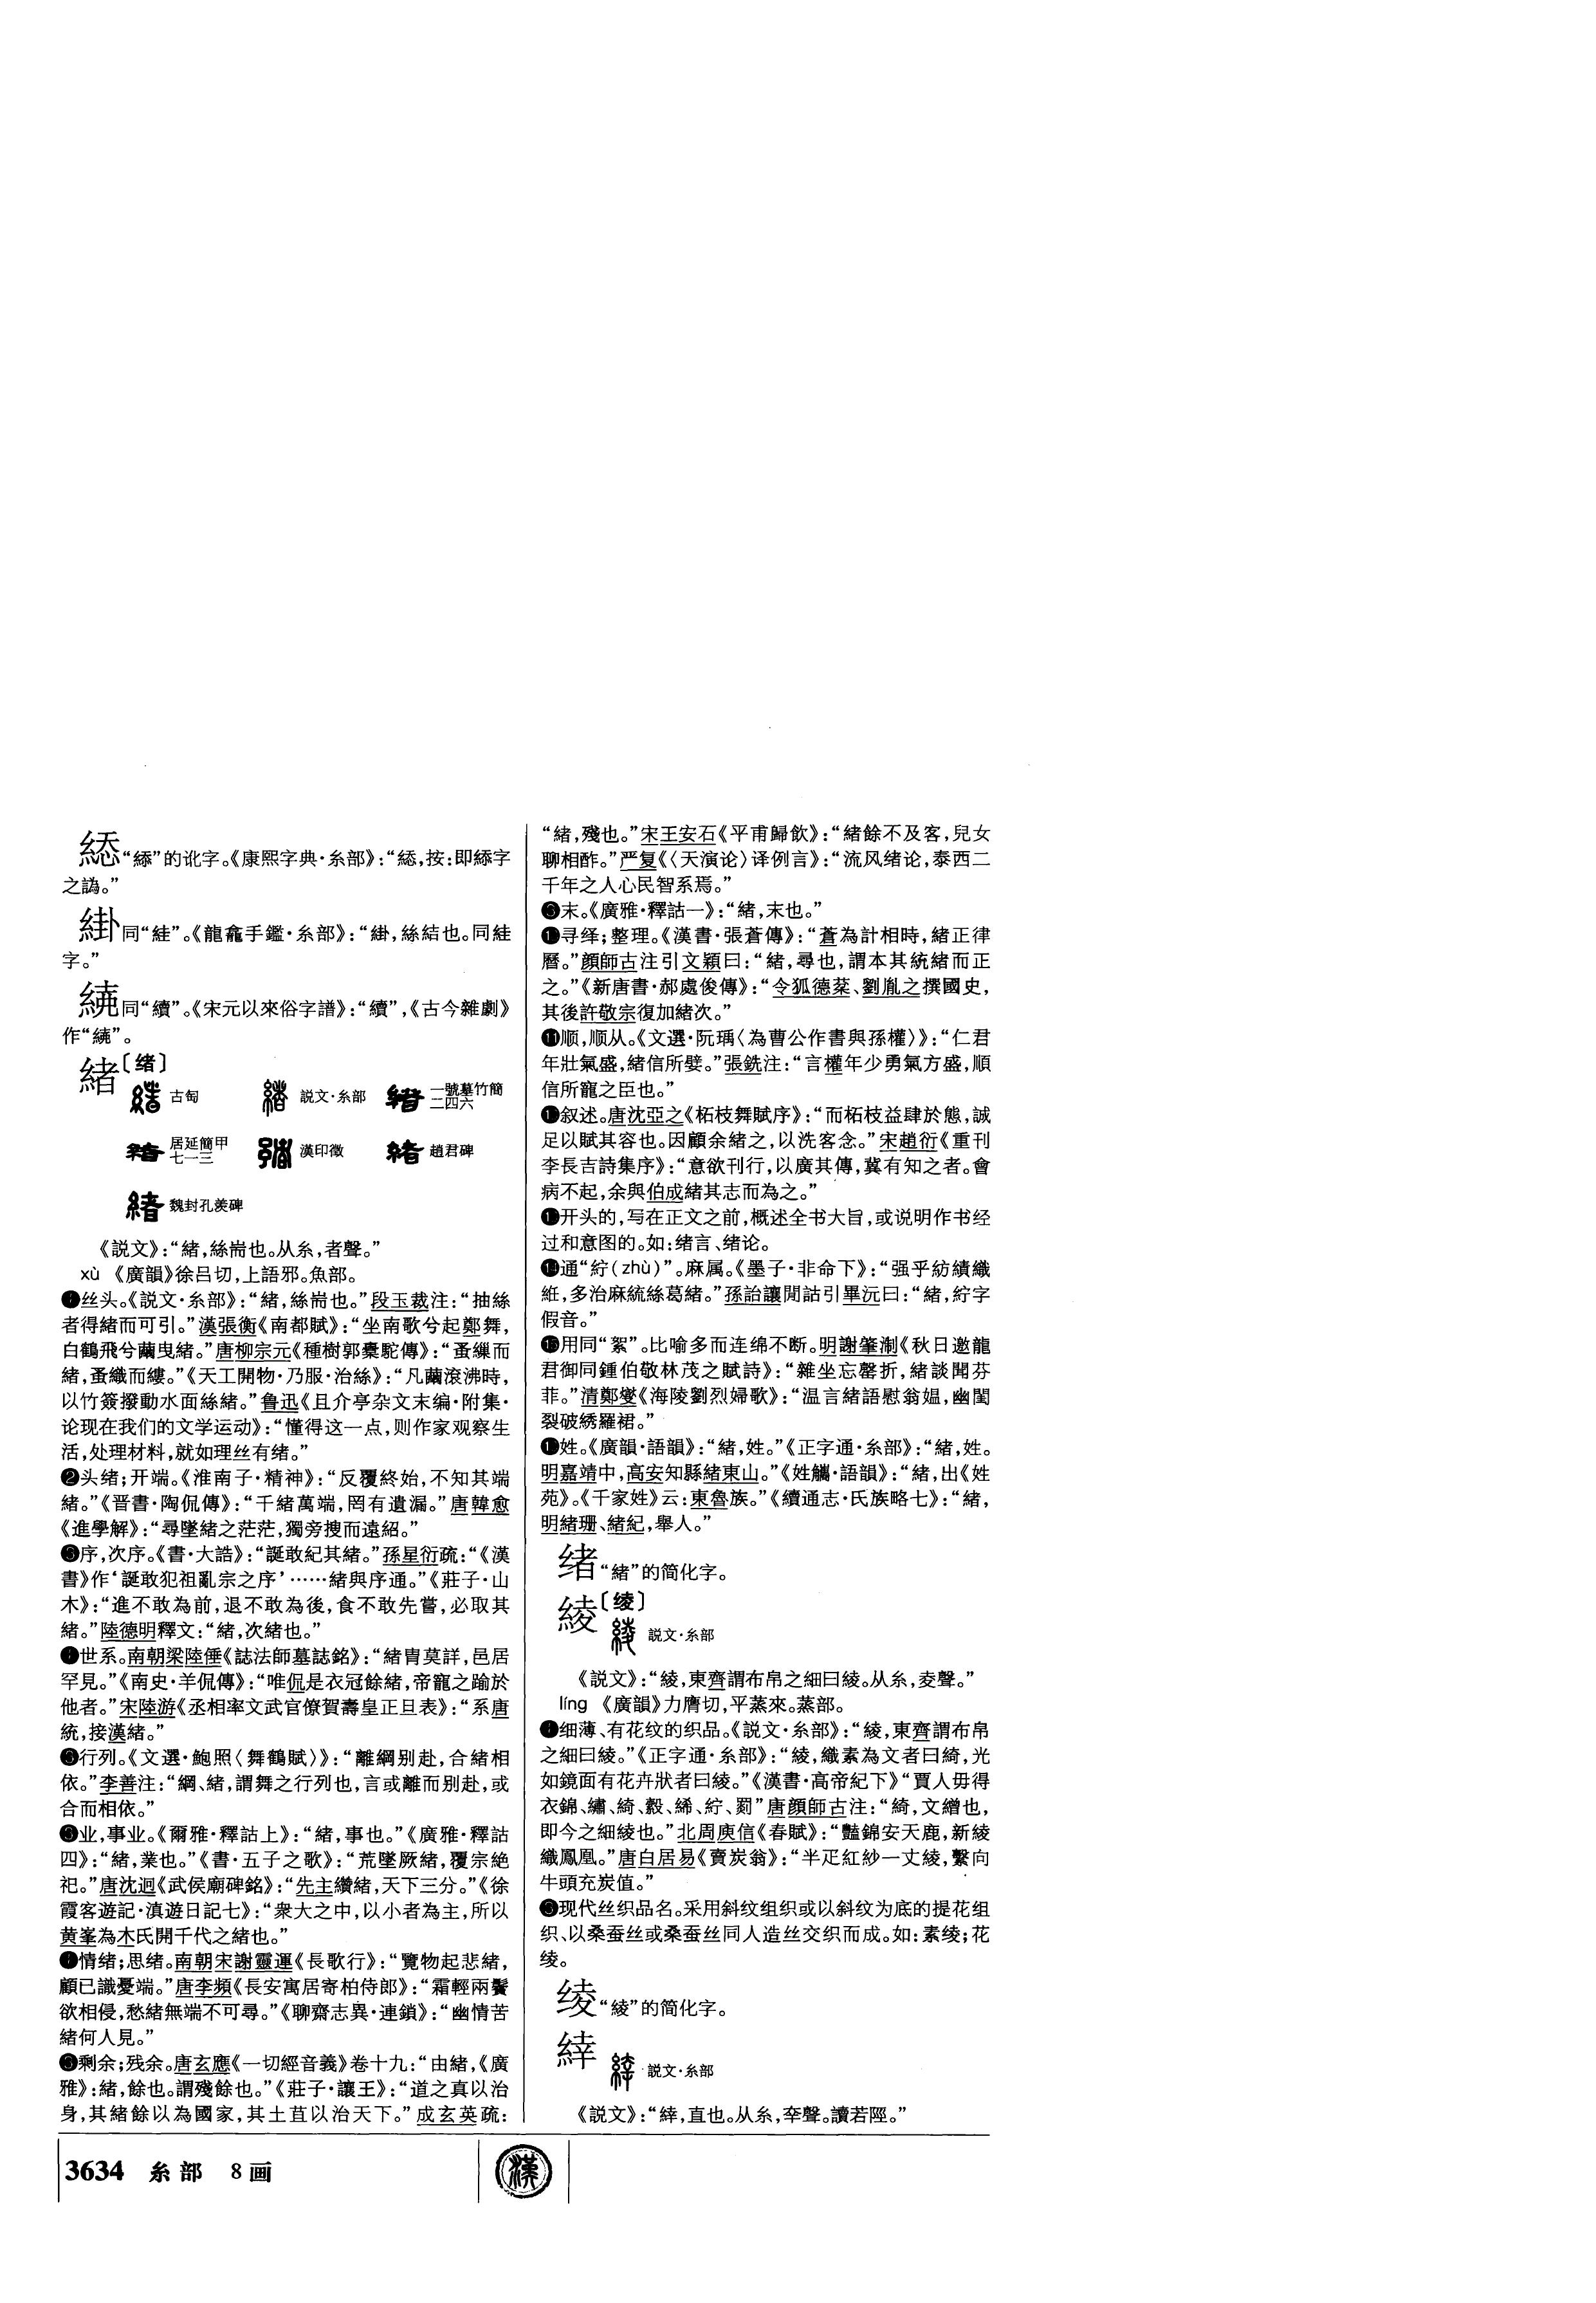 綔“綔”的讹字。《康熙字典·糸部》:“按:即字
之譌。”
絓同“絓”。《龍龕手鑑·糸部》:“絲結也。同絓
字。”
同“續”。《宋元以來俗字譜》:“續”,《古今雜劇》
作“”。
緒〔绪〕
古匋 説文·糸部 一號墓竹簡二四六
居延簡甲七一三 漢印徵 趙君碑
魏封孔羨碑
《説文》:“緒,絲耑也。从糸,者聲。”
xù 《廣韻》徐吕切,上語邪。魚部。
❶丝头。《説文·糸部》:“緒,絲耑也。”段玉裁注:“抽絲
者得緒而可引。”漢張衡《南都賦》:“坐南歌兮起鄭舞,
白鶴飛兮繭曳緒。”唐柳宗元《種樹郭橐駝傳》:“蚤繅而
緒,蚤織而縷。”《天工開物·乃服·治絲》:“凡繭滾沸時,
以竹簽撥動水面絲緒。”鲁迅《且介亭杂文末编·附集·
论现在我们的文学运动》:“懂得这一点,则作家观察生
活,处理材料,就如理丝有绪。”
❷头绪;开端。《淮南子·精神》:“反覆終始,不知其端
緒。”《晋書·陶侃傳》:“千緒萬端,罔有遺漏。”唐韓愈
《進學解》:“尋墜緒之茫茫,獨旁搜而遠紹。”
❸序,次序。《書·大誥》:“誕敢紀其緒。”孫星衍疏:“《漢
書》作‘誕敢犯祖亂宗之序’……緒與序通。”《莊子·山
木》:“進不敢為前,退不敢為後,食不敢先嘗,必取其
緒。”陸德明釋文:“緒,次緒也。”
❹世系。南朝梁陸倕《誌法師墓誌銘》:“緒胄莫詳,邑居
罕見。”《南史·羊侃傳》:“唯侃是衣冠餘緒,帝寵之踰於
他者。”宋陸游《丞相率文武官僚賀壽皇正旦表》:“系唐
統,接漢緒。”
❺行列。《文選·鮑照〈舞鶴賦〉》:“離綱别赴,合緒相
依。”李善注:“綱、緒,謂舞之行列也,言或離而别赴,或
合而相依。”
❻业,事业。《爾雅·釋詁上》:“緒,事也。”《廣雅·釋詁
四》:“緒,業也。”《書·五子之歌》:“荒墜厥緒,覆宗絶
祀。”唐沈迥《武侯廟碑銘》:“先主纘緒,天下三分。”《徐
霞客遊記·滇遊日記七》:“衆大之中,以小者為主,所以
黄峯為木氏開千代之緒也。”
❼情绪;思绪。南朝宋謝靈運《長歌行》:“覽物起悲緒,
顧已識憂端。”唐李頻《長安寓居寄柏侍郎》:“霜輕兩鬢
欲相侵,愁緒無端不可尋。”《聊齋志異·連鎖》:“幽情苦
緒何人見。”
❽剩余;残余。唐玄應《一切經音義》卷十九:“由緒,《廣
雅》:緒,餘也。謂殘餘也。”《莊子·讓王》:“道之真以治
身,其緒餘以為國家,其土苴以治天下。”成玄英疏:
“緒,殘也。”宋王安石《平甫歸飲》:“緒餘不及客,兒女
聊相酢。”严复《〈天演论〉译例言》:“流风绪论,泰西二
千年之人心民智系焉。”
❾末。《廣雅·釋詁一》:“緒,末也。”
❿寻绎;整理。《漢書·張蒼傳》:“蒼為計相時,緒正律
曆。”顔師古注引文穎曰:“緒,尋也,謂本其統緒而正
之。”《新唐書·郝處俊傳》:“令狐德棻、劉胤之撰國史,
其後許敬宗復加緒次。”
⓫顺,顺从。《文選·阮瑀〈為曹公作書與孫權〉》:“仁君
年壯氣盛,緒信所嬖。”張銑注:“言權年少勇氣方盛,順
信所寵之臣也。”
⓬叙述。唐沈亞之《柘枝舞賦序》:“而柘枝益肆於態,誠
足以賦其容也。因顧余緒之,以洗客念。”宋趙衍《重刊
李長吉詩集序》:“意欲刊行,以廣其傳,冀有知之者。會
病不起,余與伯成緒其志而為之。”
⓭开头的,写在正文之前,概述全书大旨,或说明作书经
过和意图的。如:绪言、绪论。
⓮通“紵(zhù)”。麻属。《墨子·非命下》:“强乎紡績織
紝,多治麻統絲葛緒。”孫詒讓閒詁引畢沅曰:“緒,紵字
假音。”
⓯用同“絮”。比喻多而连绵不断。明謝肇淛《秋日邀龍
君御同鍾伯敬林茂之賦詩》:“雜坐忘罄折,緒談聞芬
菲。”清鄭燮《海陵劉烈婦歌》:“温言緒語慰翁媪,幽閨
裂破綉羅裙。”
⓰姓。《廣韻·語韻》:“緒,姓。”《正字通·糸部》:“緒,姓。
明嘉靖中,高安知縣緒東山。”《姓觿·語韻》:“緒,出《姓
苑》。《千家姓》云:東魯族。”《續通志·氏族略七》:“緒,
明緒珊、緒紀,舉人。”
绪“緒”的简化字。
綾〔绫〕
説文·糸部
《説文》:“綾,東齊謂布帛之細曰綾。从糸,夌聲。”
líng 《廣韻》力膺切,平蒸來。蒸部。
❶细薄、有花纹的织品。《説文·糸部》:“綾,東齊謂布帛
之細曰綾。”《正字通·糸部》:“綾,織素為文者曰綺,光
如鏡面有花卉狀者曰綾。”《漢書·高帝紀下》“賈人毋得
衣錦、繡、綺、縠、絺、紵、罽”唐顔師古注:“綺,文繒也,
即今之細綾也。”北周庾信《春賦》:“豔錦安天鹿,新綾
織鳳凰。”唐白居易《賣炭翁》:“半疋紅紗一丈綾,繫向
牛頭充炭值。”
❷现代丝织品名。采用斜纹组织或以斜纹为底的提花组
织、以桑蚕丝或桑蚕丝同人造丝交织而成。如:素绫;花
绫。
绫“綾”的简化字。
緈
説文·糸部
《説文》:“緈,直也。从糸,㚔聲。讀若陘。”
3634 糸部 8画 漢